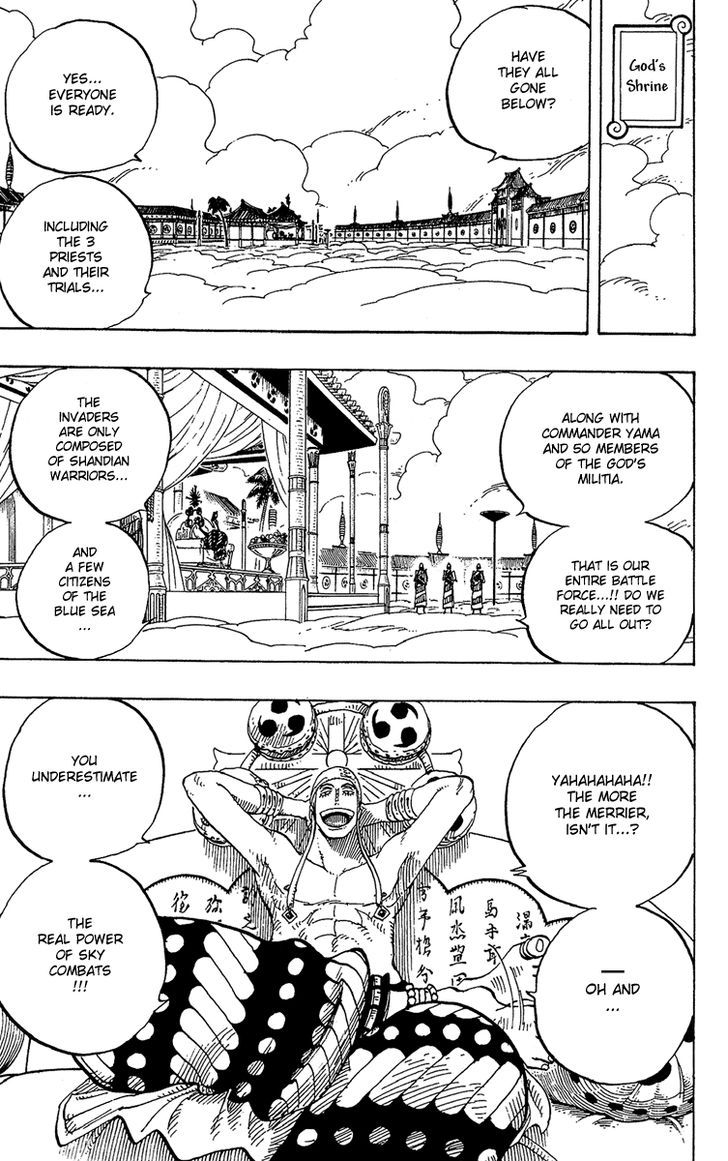 God's
Shrine
HAVE
THEY ALL
GONE
BELOW?
YES...
EVERYONE
IS READY.
INCLUDING
THE 3
PRIESTS
AND THEIR
TRIALS...
ALONG WITH
COMMANDER YAMA
AND 50 MEMBERS
OF THE GOD'S
MILITIA.
THAT IS OUR
ENTIRE BATTLE
FORCE...!! DO WE
REALLY NEED TO
GO ALL OUT?
THE
INVADERS
ARE ONLY
COMPOSED
OF SHANDIAN
WARRIORS...
AND
A FEW
CITIZENS
OF THE
BLUE SEA
...
YAHAHAHAHA!!
THE MORE
THE MERRIER,
ISN'T IT...?
—
OH AND
...
YOU
UNDERESTIMATE
...
THE
REAL POWER
OF SKY
COMBATS
!!!